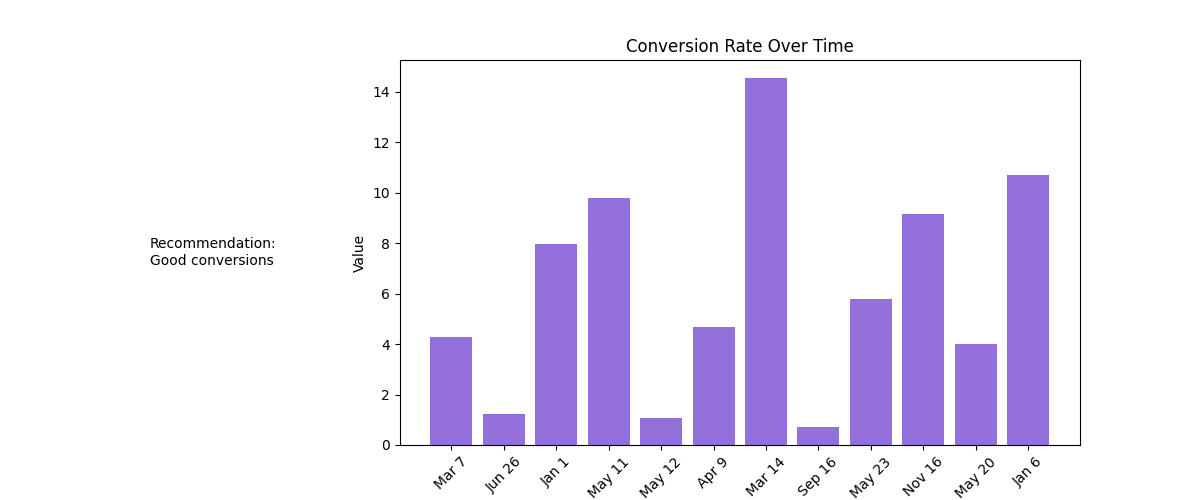 Conversion Rate Over Time
Recommendation:
Good conversions
Value
14
12
10
8
6
4
2
0
Mar 7
Jun 26
Jan 1
May 11
May 12
Apr 9
Mar 14
Sep 16
May 23
Nov 16
May 20
Jan 6